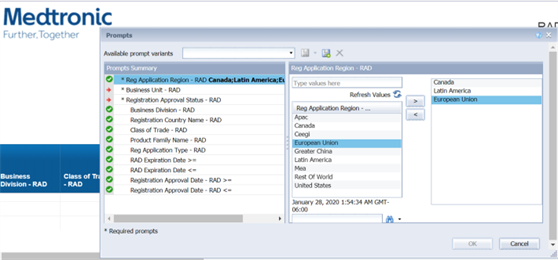 Medtronic
Further,Together
RAD
Prompts
Available prompt variants
Prompts Summary
* Reg Application Region - RAD Canada;Latin America;Eu
* Business Unit - RAD
* Registration Approval Status - RAD
Business Division - RAD
Registration Country Name - RAD
Class of Trade - RAD
Product Family Name - RAD
Reg Application Type - RAD
RAD Expiration Date >=
RAD Expiration Date <=
Registration Approval Date - RAD >=
Registration Approval Date - RAD <=
Reg Application Region - RAD
Type values here
Refresh Values
Reg Application Region - ...
Apac
Canada
Ceegi
European Union
Greater China
Latin America
Mea
Rest Of World
United States
January 28, 2020 1:54:34 AM GMT-
06:00
>
<
Canada
Latin America
European Union
Business
Division - RAD
Class of Tr
- RAD
* Required prompts
OK
Cancel